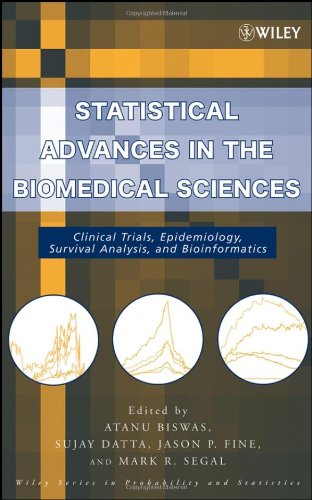 WILEY
STATISTICAL
ADVANCES IN THE
BIOMEDICAL SCIENCES
Clinical Trials, Epidemiology,
Survival Analysis, and Bioinformatics
Edited by
ATANU BISWAS
SUJAY DATTA, JASON P. FINE,
AND MARK R. SEGAL
Wiley Series in Probability and Statistics